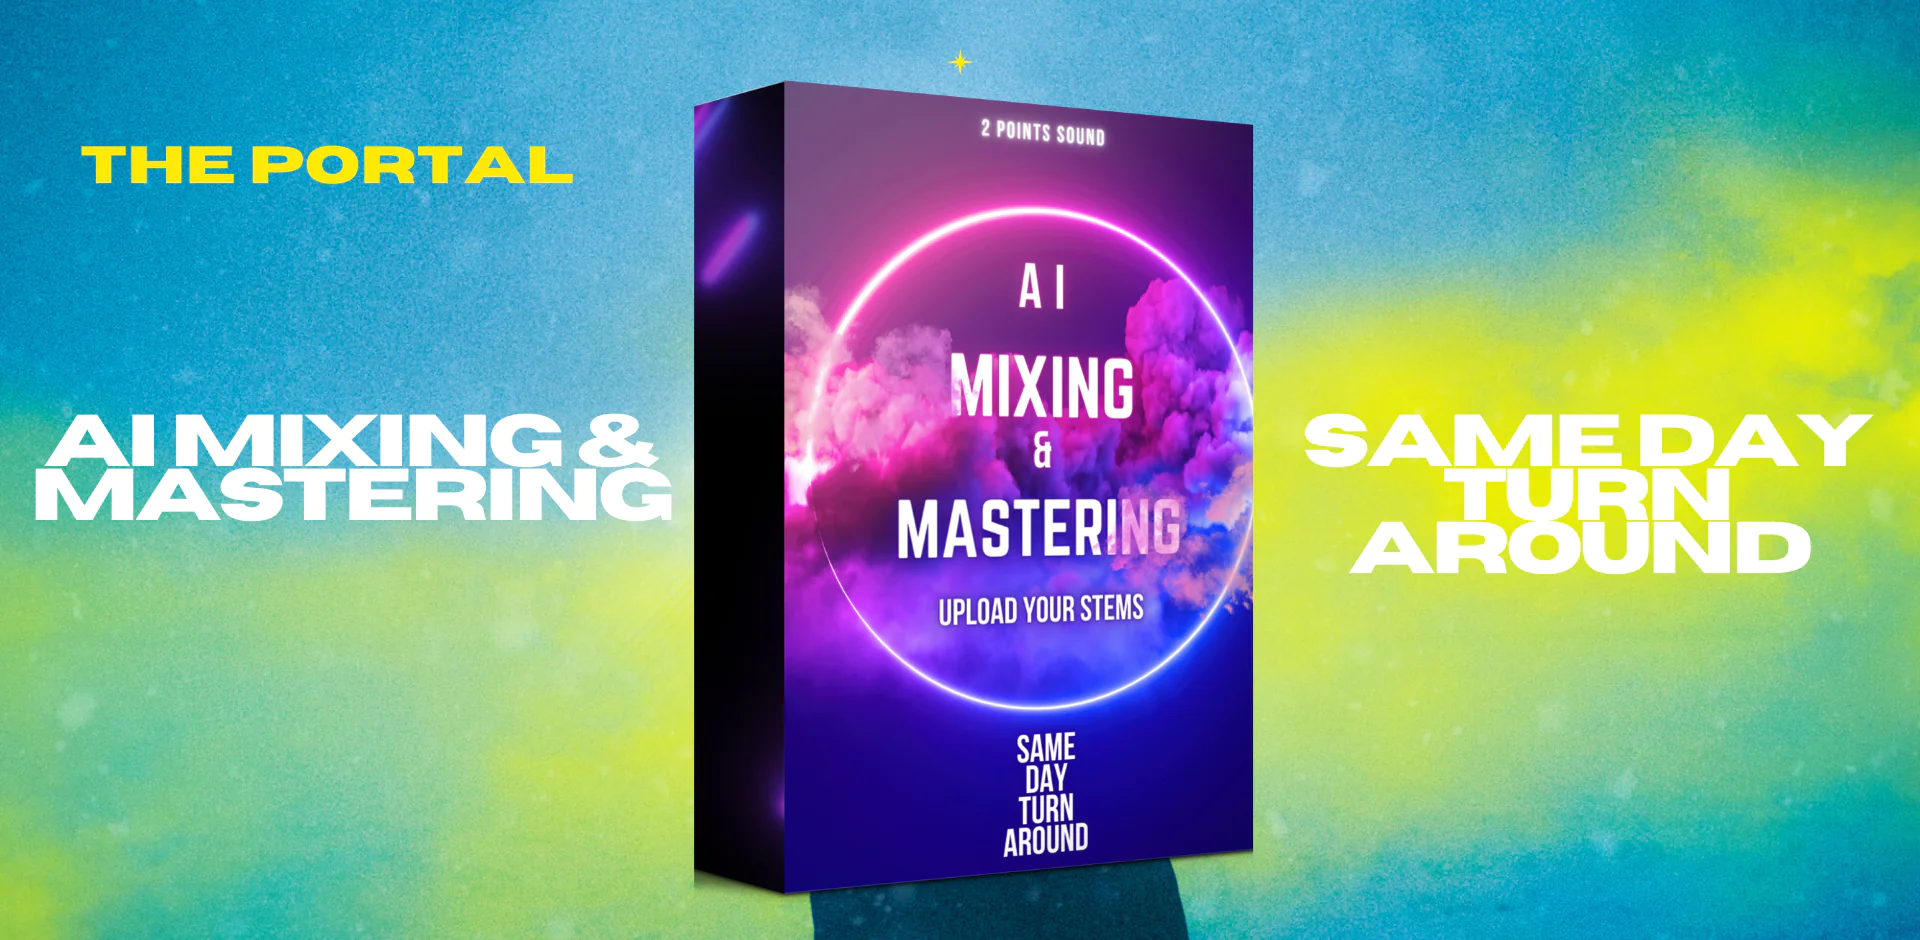 THE PORTAL
AI MIXING &
MASTERING
2 POINTS SOUND
AI
MIXING
&
MASTERING
UPLOAD YOUR STEMS
SAME
DAY
TURN
AROUND
SAME DAY
TURN
AROUND